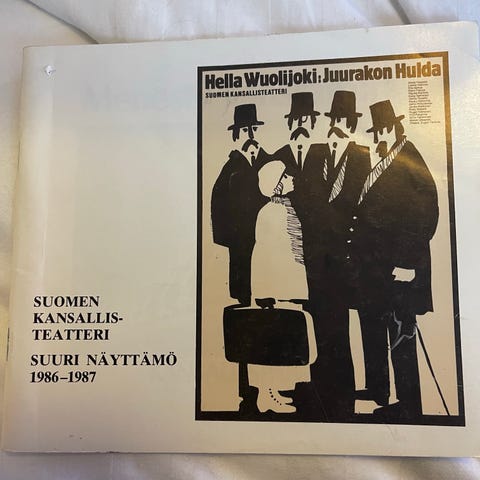 Hella Wuolijoki: Juurakon Hulda
SUOMEN KANSALLISTEATTERI
SUOMEN
KANSALLIS-
TEATTERI
SUURI NÄYTTÄMÖ
1986–1987